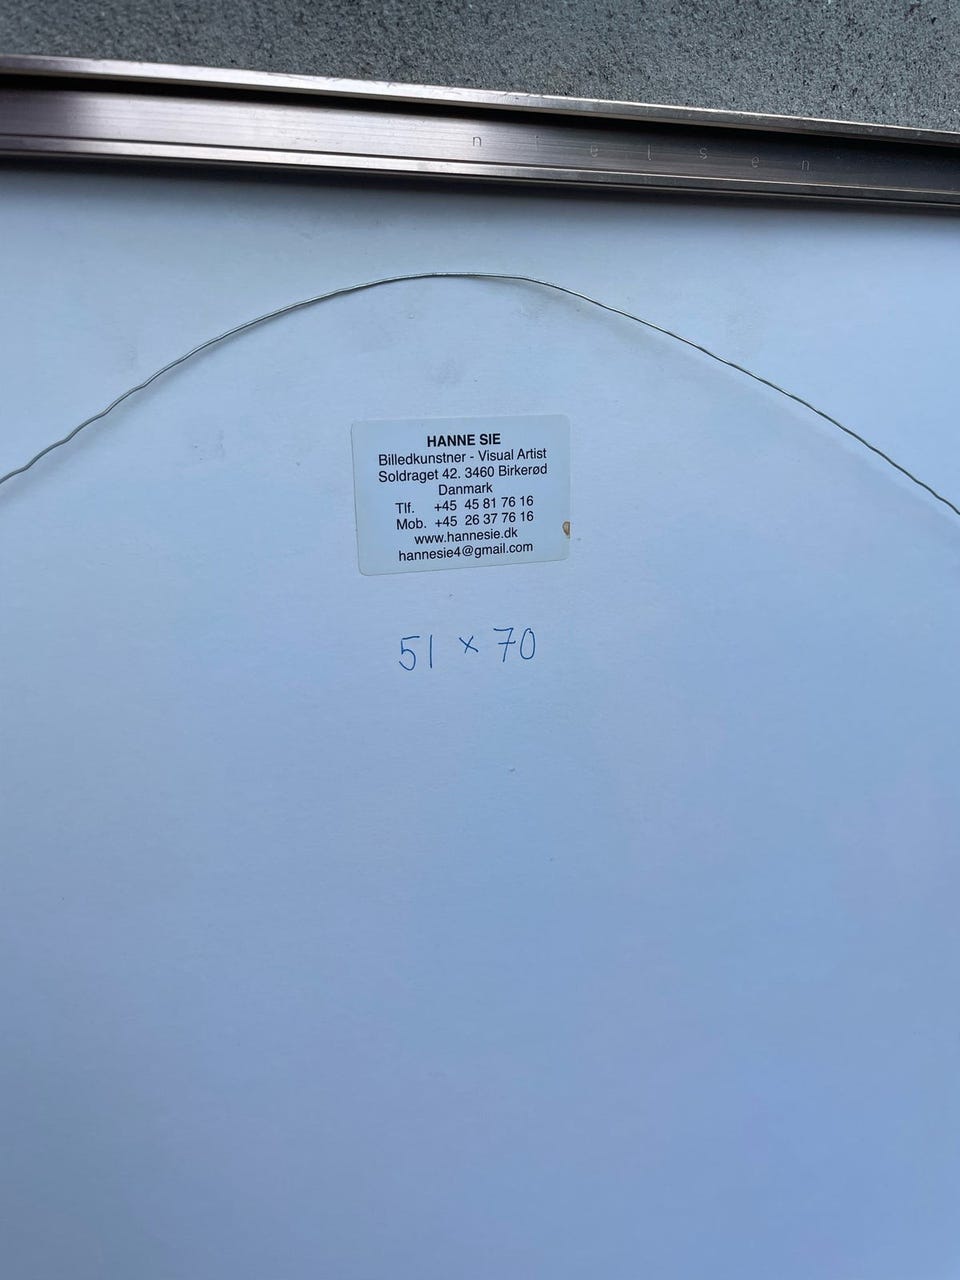 nielsen
HANNE SIE
Billedkunstner - Visual Artist
Soldraget 42. 3460 Birkerød
Danmark
Tlf. +45 45 81 76 16
Mob. +45 26 37 76 16
www.hannesie.dk
hannesie4@gmail.com
51 x 70